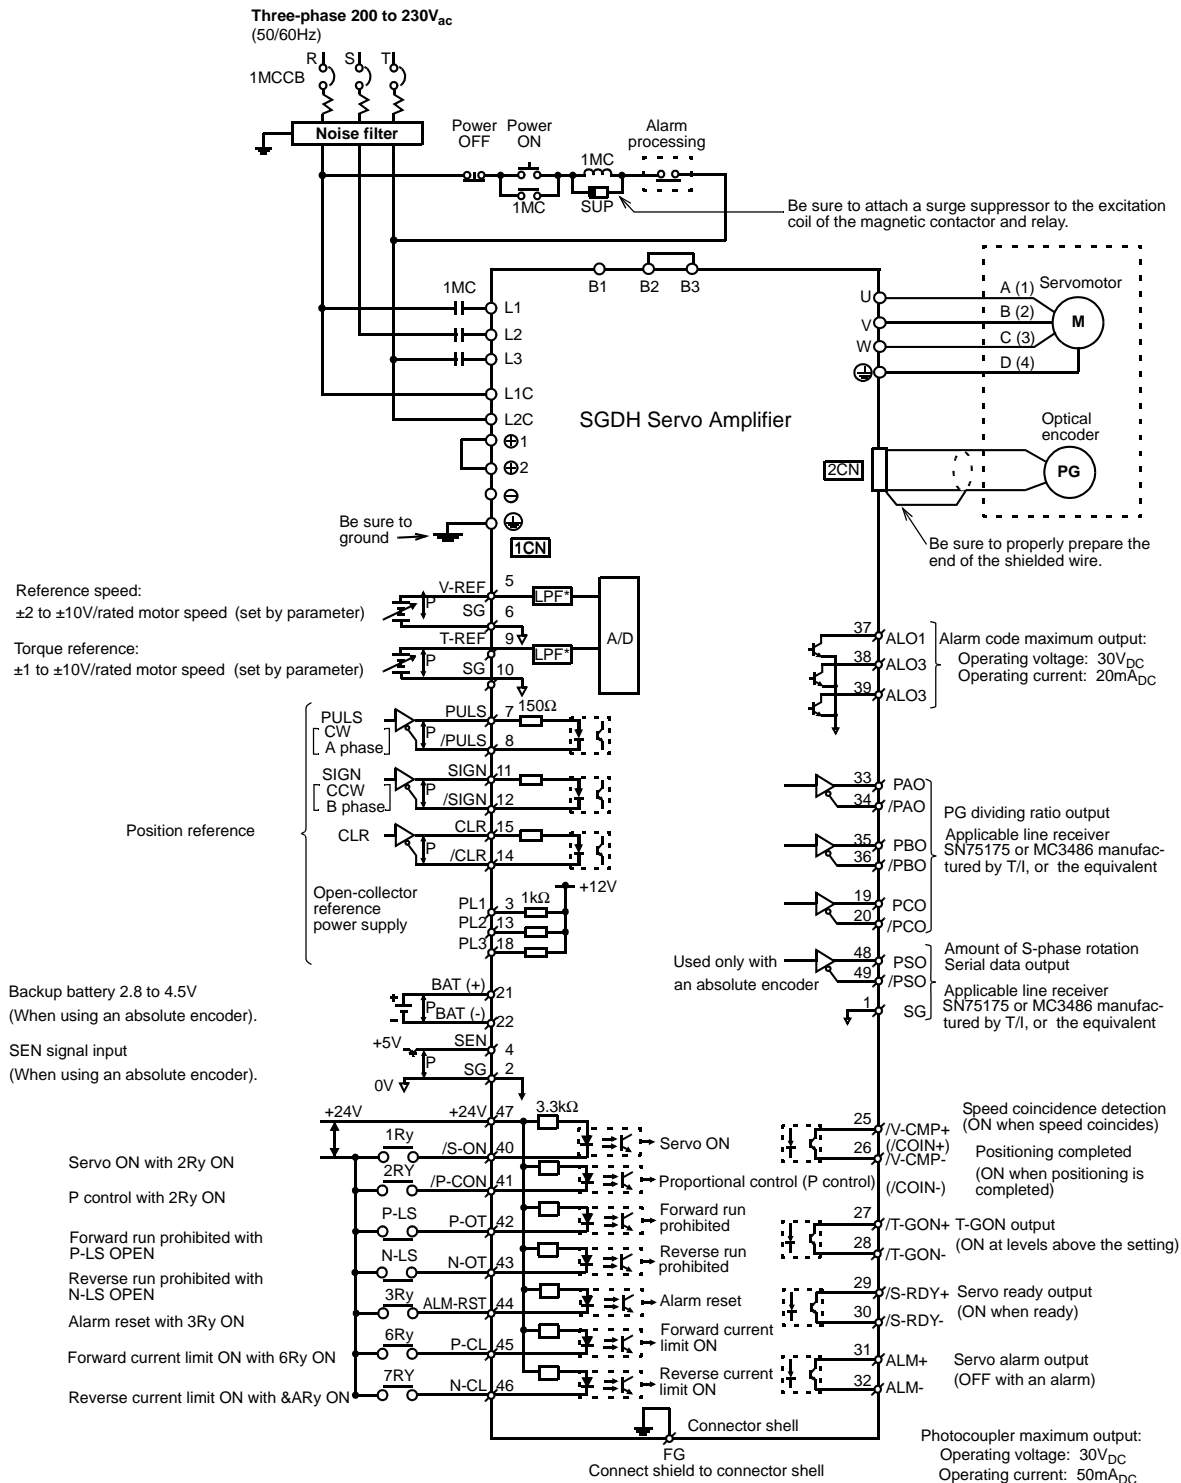 Three-phase 200 to 230Vac
(50/60Hz)
R S T
1MCCB
Noise filter
Power OFF
Power ON
Alarm processing
1MC
1MC
SUP
Be sure to attach a surge suppressor to the excitation
coil of the magnetic contactor and relay.
B1 B2 B3
1MC
L1
L2
L3
L1C
L2C
1
2
SGDH Servo Amplifier
U
V
W
A (1)
B (2)
C (3)
D (4)
Servomotor
M
Optical
encoder
2CN
PG
Be sure to properly prepare the
end of the shielded wire.
Be sure to
ground
1CN
Reference speed:
±2 to ±10V/rated motor speed (set by parameter)
V-REF 5
P
SG 6
LPF*
Torque reference:
±1 to ±10V/rated motor speed (set by parameter)
T-REF 9
P
SG 10
LPF*
A/D
Position reference
PULS
CW
A phase
P
PULS 7
150Ω
/PULS 8
SIGN
CCW
B phase
P
SIGN 11
/SIGN 12
CLR
P
CLR 15
/CLR 14
Open-collector
reference
power supply
+12V
PL1 3 1kΩ
PL2 13
PL3 18
Backup battery 2.8 to 4.5V
(When using an absolute encoder).
+
-
P
BAT (+) 21
BAT (-) 22
SEN signal input
(When using an absolute encoder).
+5V
P
0V
SEN 4
SG 2
+24V
+24V 47 3.3kΩ
Servo ON with 2Ry ON
1Ry
/S-ON 40
Servo ON
P control with 2Ry ON
2RY
/P-CON 41
Proportional control (P control)
Forward run prohibited with
P-LS OPEN
P-LS
P-OT 42
Forward run
prohibited
Reverse run prohibited with
N-LS OPEN
N-LS
N-OT 43
Reverse run
prohibited
Alarm reset with 3Ry ON
3Ry
ALM-RST 44
Alarm reset
Forward current limit ON with 6Ry ON
6Ry
P-CL 45
Forward current
limit ON
Reverse current limit ON with &ARy ON
7RY
N-CL 46
Reverse current
limit ON
37 ALO1
38 ALO3
39 ALO3
Alarm code maximum output:
Operating voltage: 30VDC
Operating current: 20mADC
33 PAO
34 /PAO
35 PBO
36 /PBO
19 PCO
20 /PCO
PG dividing ratio output
Applicable line receiver
SN75175 or MC3486 manufac-
tured by T/I, or the equivalent
Used only with
an absolute encoder
48 PSO
49 /PSO
1 SG
Amount of S-phase rotation
Serial data output
Applicable line receiver
SN75175 or MC3486 manufac-
tured by T/I, or the equivalent
25 /V-CMP+
(/COIN+)
26 /V-CMP-
(/COIN-)
Speed coincidence detection
(ON when speed coincides)
Positioning completed
(ON when positioning is
completed)
27 /T-GON+
28 /T-GON-
T-GON output
(ON at levels above the setting)
29 /S-RDY+
30 /S-RDY-
Servo ready output
(ON when ready)
31 ALM+
32 ALM-
Servo alarm output
(OFF with an alarm)
Connector shell
FG
Connect shield to connector shell
Photocoupler maximum output:
Operating voltage: 30VDC
Operating current: 50mADC